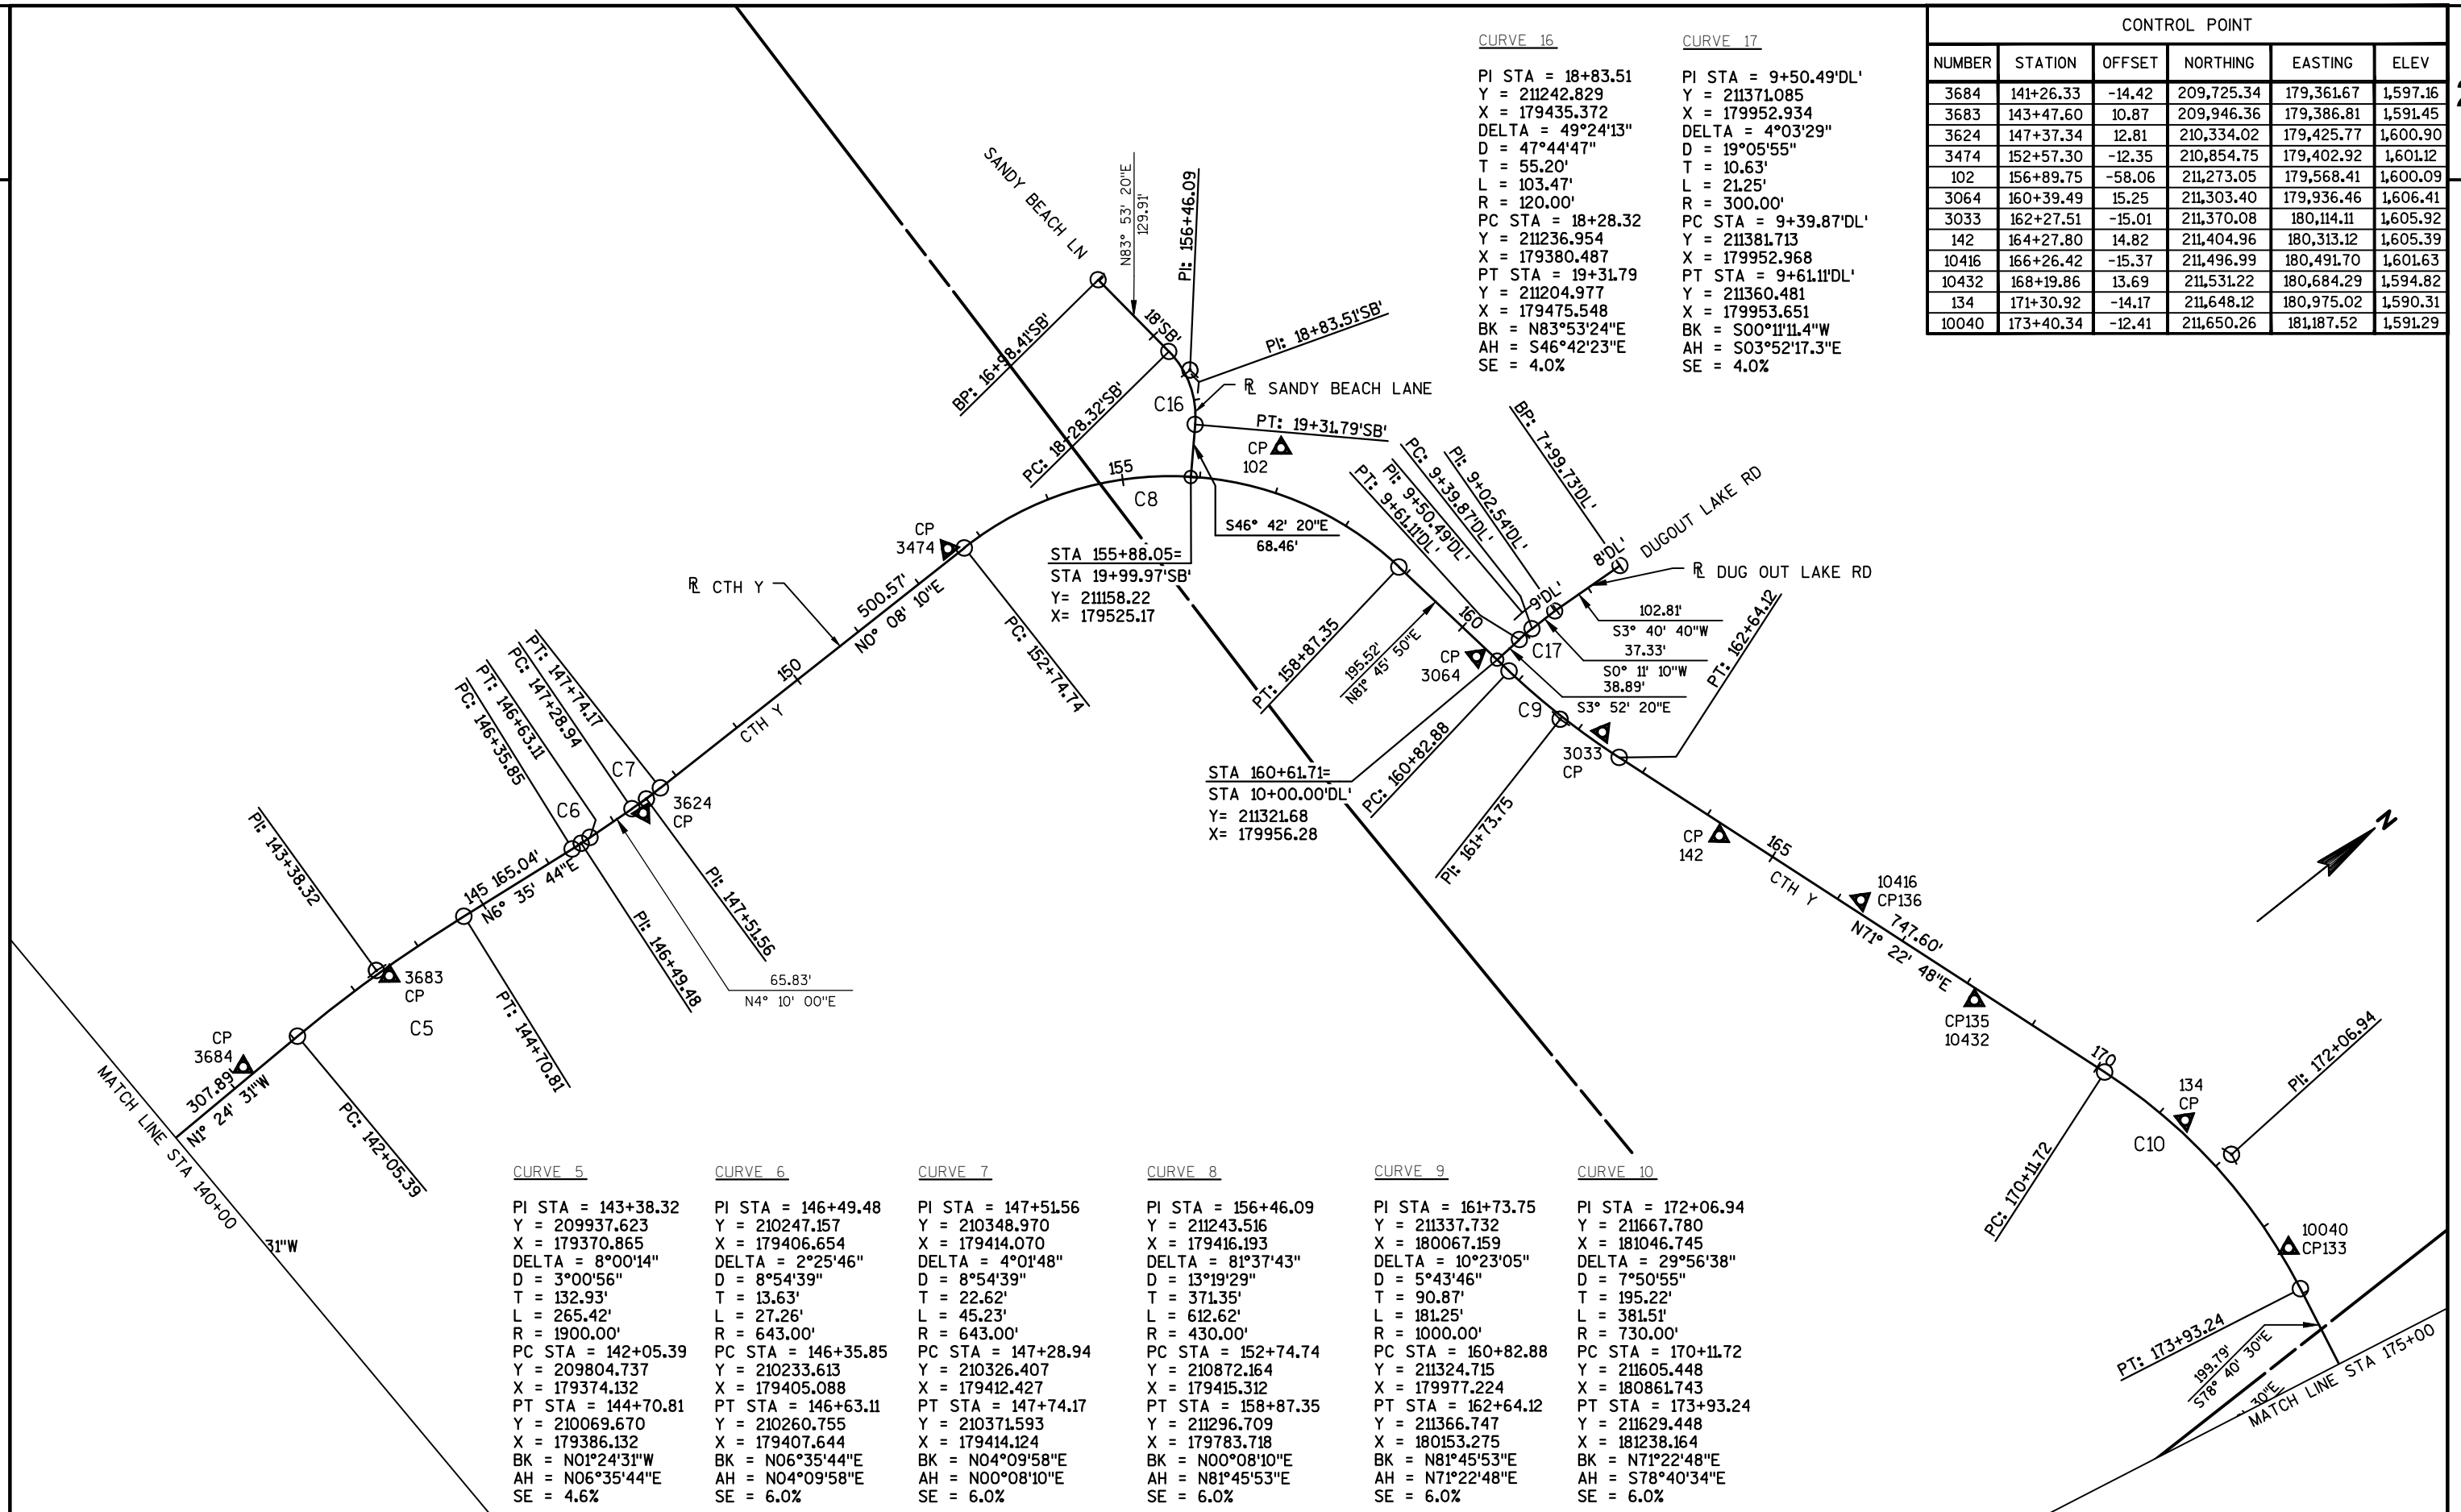 CURVE 16
PI STA = 18+83.51
Y = 211242.829
X = 179435.372
DELTA = 49°24'13"
D = 47°44'47"
T = 55.20'
L = 103.47'
R = 120.00'
PC STA = 18+28.32
Y = 211236.954
X = 179380.487
PT STA = 19+31.79
Y = 211204.977
X = 179475.548
BK = N83°53'24"E
AH = S46°42'23"E
SE = 4.0%
CURVE 17
PI STA = 9+50.49'DL'
Y = 211371.085
X = 179952.934
DELTA = 4°03'29"
D = 19°05'55"
T = 10.63'
L = 21.25'
R = 300.00'
PC STA = 9+39.87'DL'
Y = 211381.713
X = 179952.968
PT STA = 9+61.11'DL'
Y = 211360.481
X = 179953.651
BK = S00°11'11.4"W
AH = S03°52'17.3"E
SE = 4.0%
CONTROL POINT
NUMBER STATION OFFSET NORTHING EASTING ELEV
3684 141+26.33 -14.42 209,725.34 179,361.67 1,597.16
3683 143+47.60 10.87 209,946.36 179,386.81 1,591.45
3624 147+37.34 12.81 210,334.02 179,425.77 1,600.90
3474 152+57.30 -12.35 210,854.75 179,402.92 1,601.12
102 156+89.75 -58.06 211,273.05 179,568.41 1,600.09
3064 160+39.49 15.25 211,303.40 179,936.46 1,606.41
3033 162+27.51 -15.01 211,370.08 180,114.11 1,605.92
142 164+27.80 14.82 211,404.96 180,313.12 1,605.39
10416 166+26.42 -15.37 211,496.99 180,491.70 1,601.63
10432 168+19.86 13.69 211,531.22 180,684.29 1,594.82
134 171+30.92 -14.17 211,648.12 180,975.02 1,590.31
10040 173+40.34 -12.41 211,650.26 181,187.52 1,591.29
SANDY BEACH LN
N83° 53' 20"E
129.91'
PI: 156+46.09
18'SB'
PI: 18+83.51'SB'
BP: 16+98.41'SB'
PC: 18+28.32'SB'
C16
SANDY BEACH LANE
PT: 19+31.79'SB'
CP
102
155
C8
S46° 42' 20"E
68.46'
STA 155+88.05=
STA 19+99.97'SB'
Y= 211158.22
X= 179525.17
CP
3474
CTH Y
500.57'
N0° 08' 10"E
PC: 152+74.74
150
CTH Y
PT: 9+61.11'DL'
PI: 9+50.49'DL'
PC: 9+39.87'DL'
PI: 9+02.54'DL'
BP: 7+99.73'DL'
8'DL'
DUGOUT LAKE RD
DUG OUT LAKE RD
9'DL'
102.81'
S3° 40' 40"W
37.33'
S0° 11' 10"W
38.89'
S3° 52' 20"E
PT: 162+64.12
160
195.52'
N81° 45' 50"E
PT: 158+87.35
CP
3064
C17
C9
3033
CP
STA 160+61.71=
STA 10+00.00'DL'
Y= 211321.68
X= 179956.28
PC: 160+82.88
PI: 161+73.75
PT: 147+74.17
PC: 147+28.94
PT: 146+63.11
PC: 146+35.85
C7
C6
3624
CP
PI: 147+51.56
PI: 146+49.48
65.83'
N4° 10' 00"E
PI: 143+38.32
145
165.04'
N6° 35' 44"E
3683
CP
C5
PT: 144+70.81
CP
3684
307.89'
N1° 24' 31"W
PC: 142+05.39
MATCH LINE STA 140+00
31"W
CP
142
165
CTH Y
10416
CP136
747.60'
N71° 22' 48"E
CP135
10432
N
170
134
CP
PI: 172+06.94
C10
PC: 170+11.72
10040
CP133
PT: 173+93.24
199.79'
S78° 40' 30"E
30"E
MATCH LINE STA 175+00
CURVE 5
PI STA = 143+38.32
Y = 209937.623
X = 179370.865
DELTA = 8°00'14"
D = 3°00'56"
T = 132.93'
L = 265.42'
R = 1900.00'
PC STA = 142+05.39
Y = 209804.737
X = 179374.132
PT STA = 144+70.81
Y = 210069.670
X = 179386.132
BK = N01°24'31"W
AH = N06°35'44"E
SE = 4.6%
CURVE 6
PI STA = 146+49.48
Y = 210247.157
X = 179406.654
DELTA = 2°25'46"
D = 8°54'39"
T = 13.63'
L = 27.26'
R = 643.00'
PC STA = 146+35.85
Y = 210233.613
X = 179405.088
PT STA = 146+63.11
Y = 210260.755
X = 179407.644
BK = N06°35'44"E
AH = N04°09'58"E
SE = 6.0%
CURVE 7
PI STA = 147+51.56
Y = 210348.970
X = 179414.070
DELTA = 4°01'48"
D = 8°54'39"
T = 22.62'
L = 45.23'
R = 643.00'
PC STA = 147+28.94
Y = 210326.407
X = 179412.427
PT STA = 147+74.17
Y = 210371.593
X = 179414.124
BK = N04°09'58"E
AH = N00°08'10"E
SE = 6.0%
CURVE 8
PI STA = 156+46.09
Y = 211243.516
X = 179416.193
DELTA = 81°37'43"
D = 13°19'29"
T = 371.35'
L = 612.62'
R = 430.00'
PC STA = 152+74.74
Y = 210872.164
X = 179415.312
PT STA = 158+87.35
Y = 211296.709
X = 179783.718
BK = N00°08'10"E
AH = N81°45'53"E
SE = 6.0%
CURVE 9
PI STA = 161+73.75
Y = 211337.732
X = 180067.159
DELTA = 10°23'05"
D = 5°43'46"
T = 90.87'
L = 181.25'
R = 1000.00'
PC STA = 160+82.88
Y = 211324.715
X = 179977.224
PT STA = 162+64.12
Y = 211366.747
X = 180153.275
BK = N81°45'53"E
AH = N71°22'48"E
SE = 6.0%
CURVE 10
PI STA = 172+06.94
Y = 211667.780
X = 181046.745
DELTA = 29°56'38"
D = 7°50'55"
T = 195.22'
L = 381.51'
R = 730.00'
PC STA = 170+11.72
Y = 211605.448
X = 180861.743
PT STA = 173+93.24
Y = 211629.448
X = 181238.164
BK = N71°22'48"E
AH = S78°40'34"E
SE = 6.0%